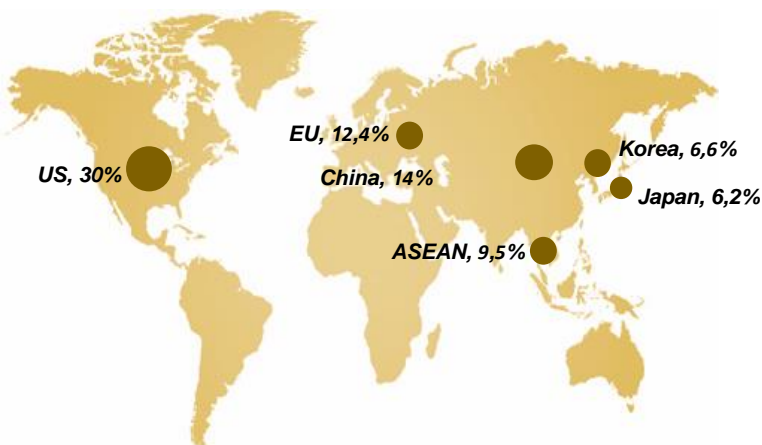 EU, 12,4%
Korea, 6,6%
US, 30%
China, 14%
Japan, 6,2%
ASEAN, 9,5%